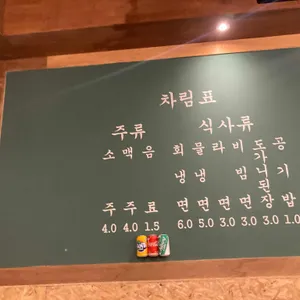 차림표
주류
소주 4.0
맥주 4.0
음료 1.5
식사류
회냉면 6.0
물냉면 5.0
라면 3.0
비빔면 3.0
도가니된장 3.0
공기밥 1.0